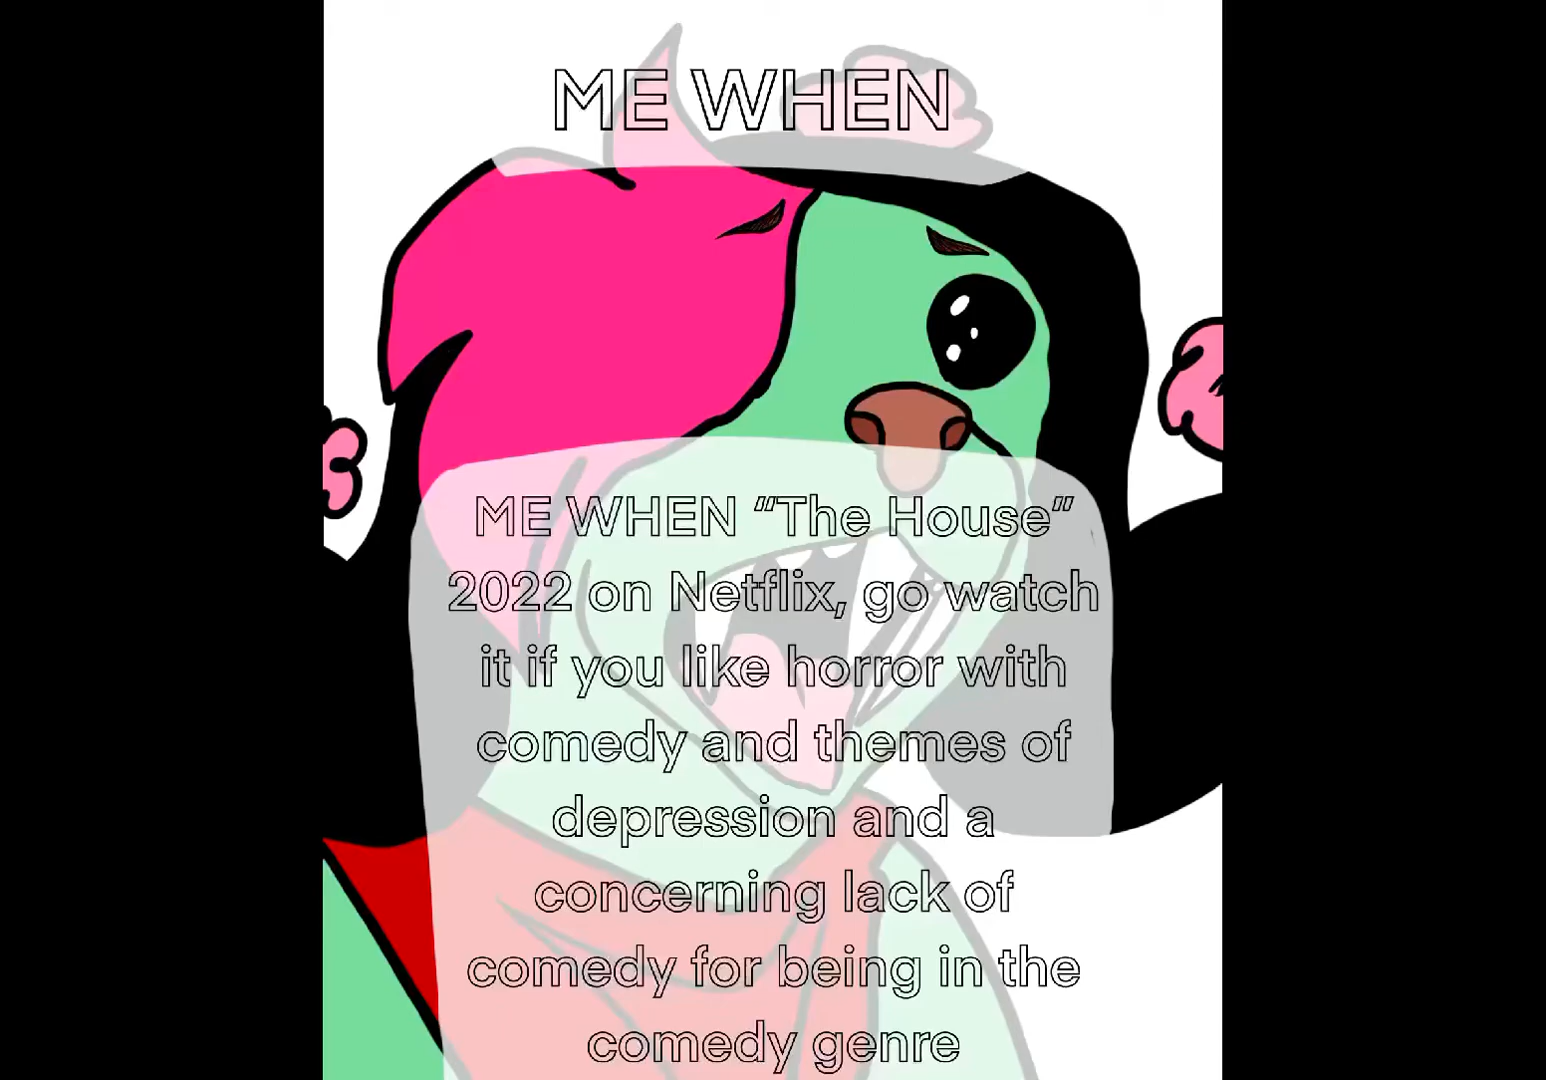 ME WHEN
ME WHEN “The House”
2022 on Netflix, go watch
it if you like horror with
comedy and themes of
depression and a
concerning lack of
comedy for being in the
comedy genre